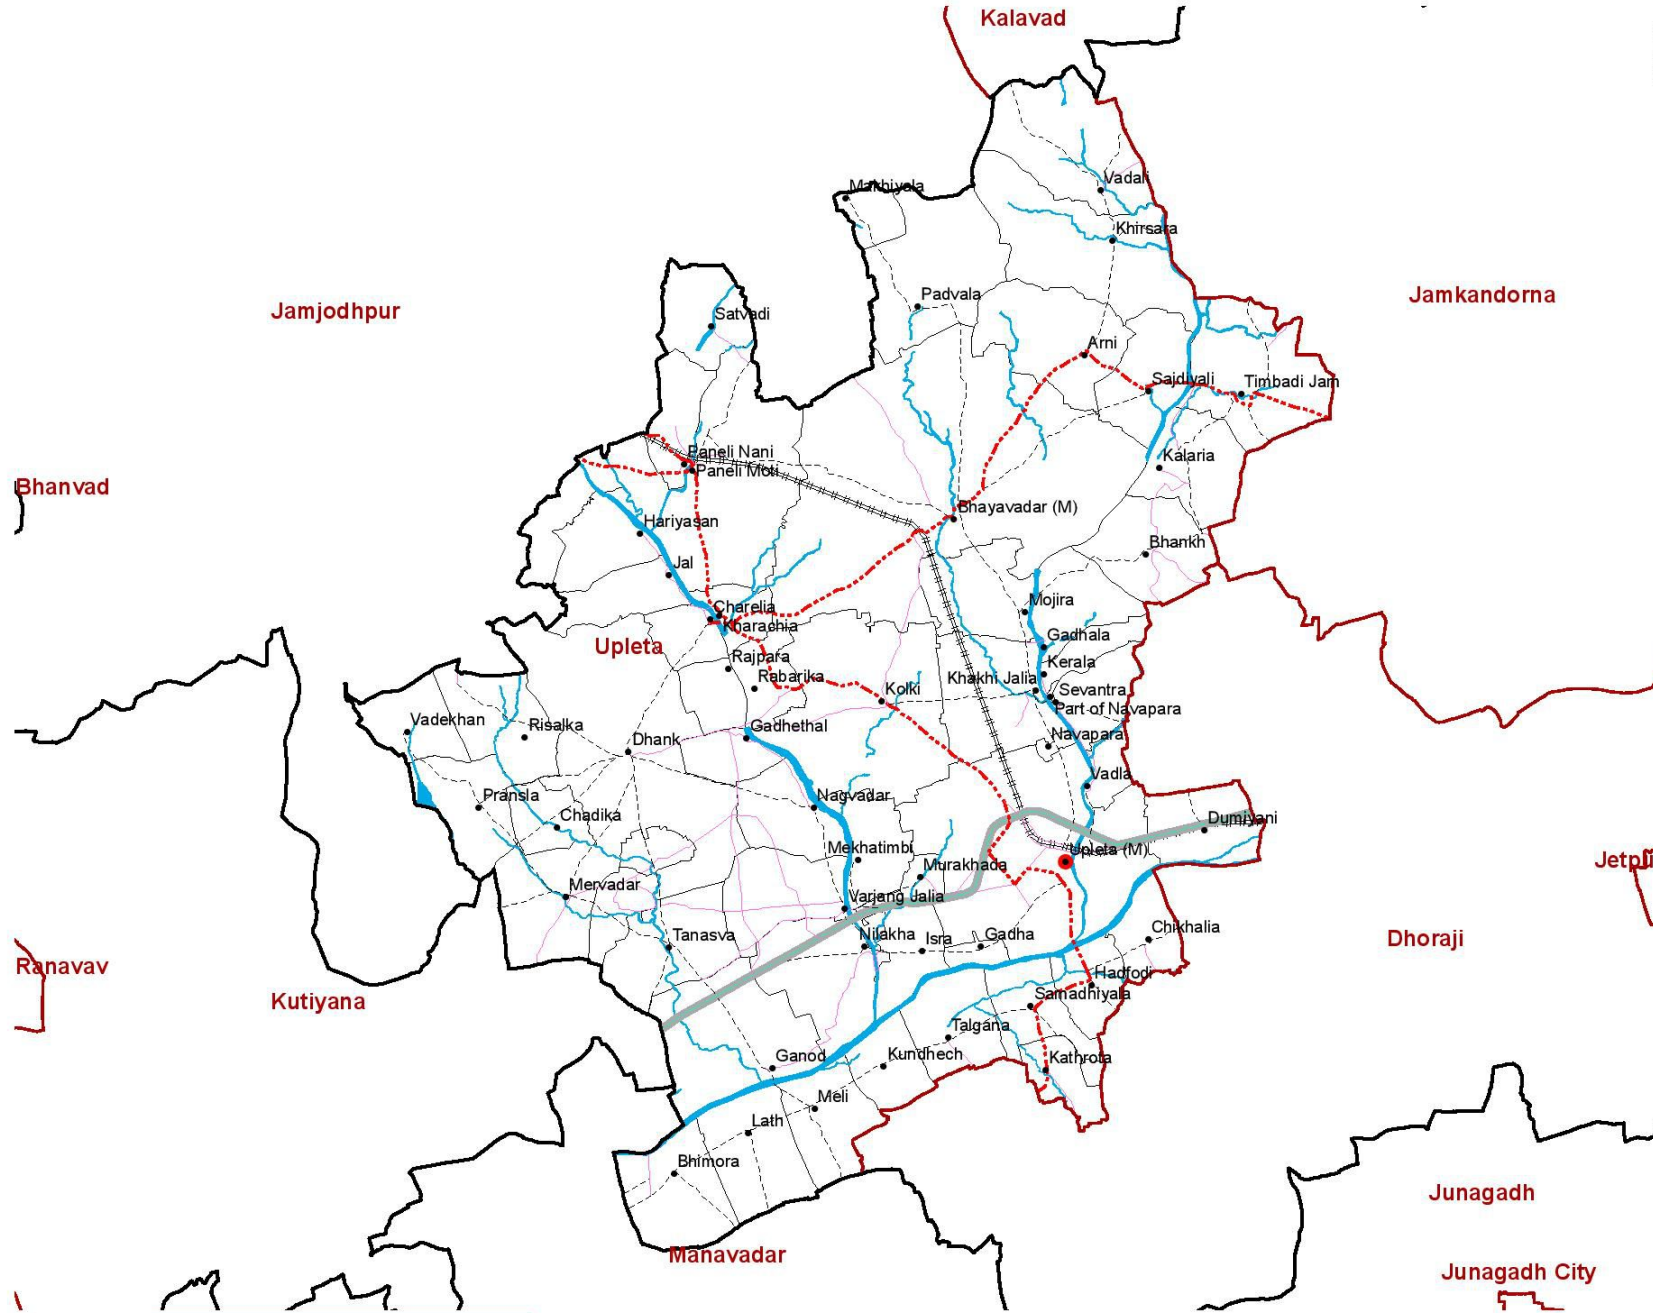 Kalavad
Vadali
Makhiyala
Khirsara
Padvala
Jamkandorna
Jamjodhpur
Satvadi
Arni
Sajdiyali
Timbadi Jam
Paneli Nani
Kalaria
Paneli Moti
Bhanvad
Bhayavadar (M)
Hariyasan
Bhankh
Jal
Mojira
Charelia
Kharachia
Gadhala
Upleta
Rajpara
Kerala
Rabarika
Khakhi Jalia
Kolki
Sevantra
Part of Navapara
Vadekhan
Risalka
Gadhethal
Dhank
Navapara
Vadla
Pransla
Nagvadar
Chadika
Dumiyani
Mekhatimbi
Upleta (M)
Murakhada
Mervadar
Varjang Jalia
Chikhalia
Tanasva
Nilakha
Isra
Gadha
Dhoraji
Ranavav
Hadfodi
Kutiyana
Samadhiyala
Talgana
Ganod
Kundhech
Kathrota
Meli
Lath
Bhimora
Junagadh
Manavadar
Junagadh City